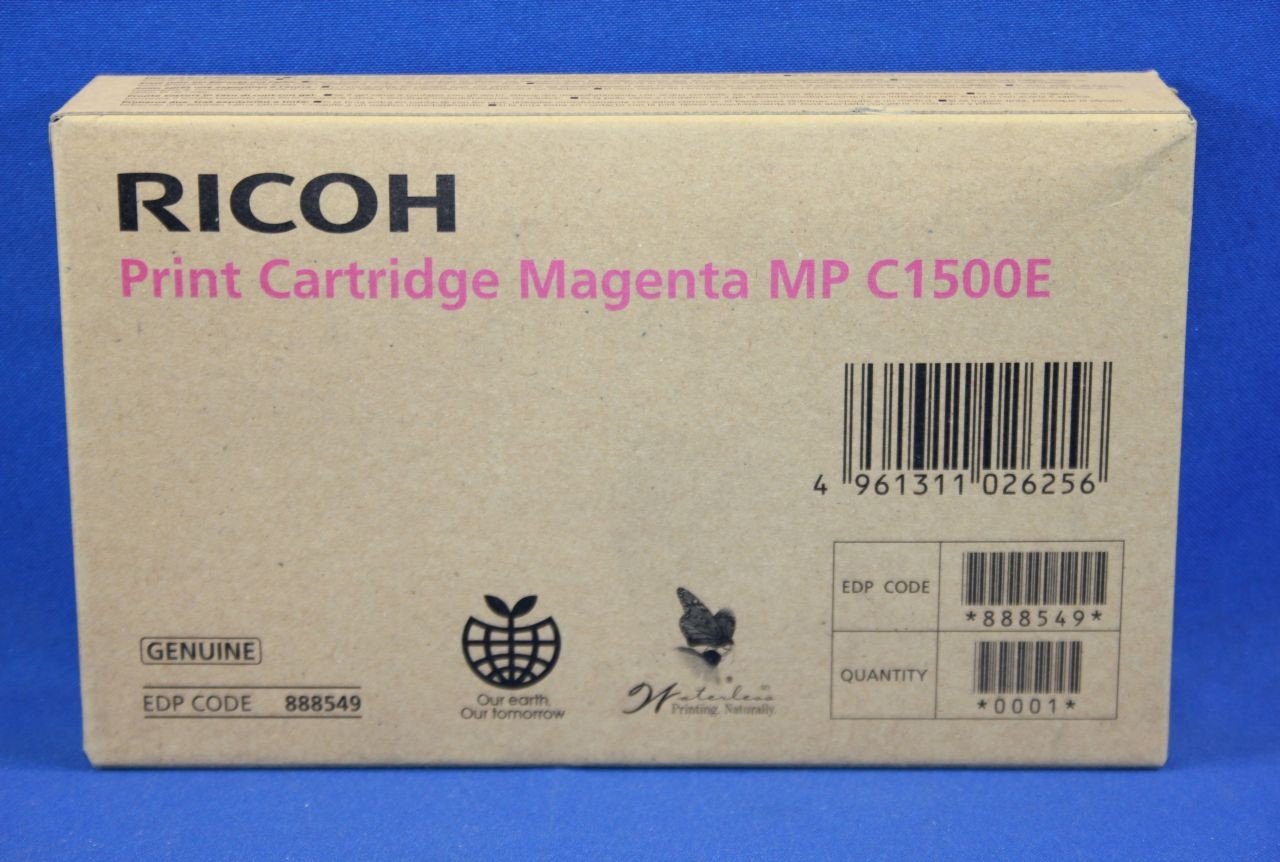 RICOH
Print Cartridge Magenta MP C1500E
4 961311 026256
EDP CODE
*888549*
QUANTITY
*0001*
GENUINE
EDP CODE 888549
Our earth,
Our tomorrow
Waterless
Printing. Naturally.